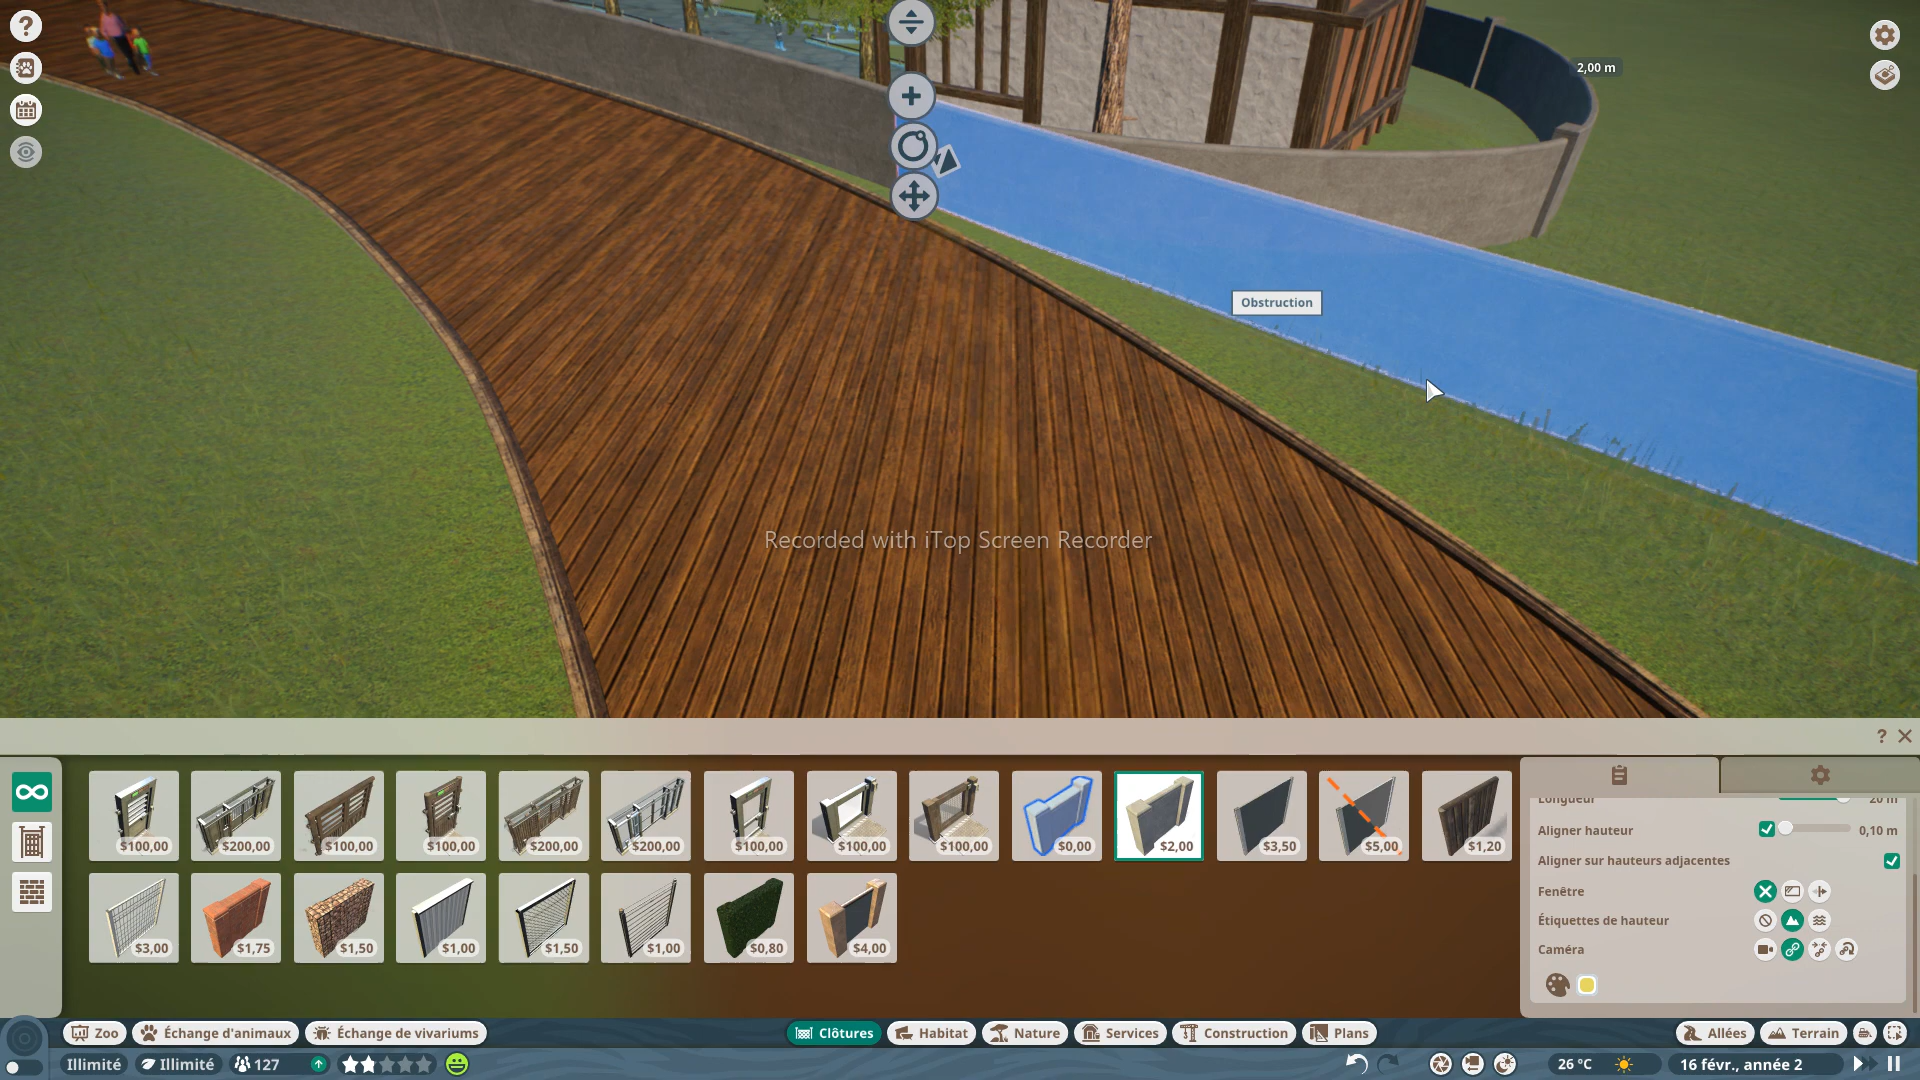 2,00 m
Obstruction
Recorded with iTop Screen Recorder
?
?
$100,00 $200,00 $100,00 $100,00 $200,00 $200,00 $100,00 $100,00 $100,00 $0,00 $2,00 $3,50 $5,00 $1,20
$3,00 $1,75 $1,50 $1,00 $1,50 $1,00 $0,80 $4,00
Longueur 20 m
Aligner hauteur 0,10 m
Aligner sur hauteurs adjacentes
Fenêtre
Étiquettes de hauteur
Caméra
Zoo Échange d'animaux Échange de vivariums Clôtures Habitat Nature Services Construction Plans Allées Terrain
Illimité Illimité 127 26 °C 16 févr., année 2